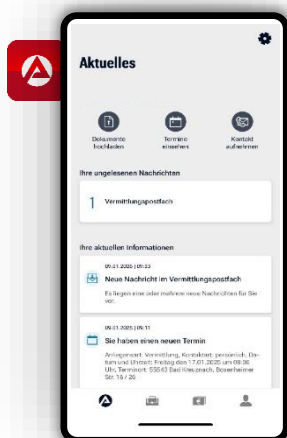 Aktuelles
Dokumente
hochladen
Termine
einsehen
Kontakt
aufnehmen
Ihre ungelesenen Nachrichten
1 Vermittlungspostfach
Ihre aktuellen Informationen
09.01.2025 | 09:33
Neue Nachricht im Vermittlungspostfach
Es liegen eine oder mehrere neue Nachrichten für Sie
vor.
09.01.2025 | 09:11
Sie haben einen neuen Termin
Anliegensart: Vermittlung, Kontaktart: persönlich, Da-
tum und Uhrzeit: Freitag den 17.01.2025 um 08:00
Uhr, Terminort: 55543 Bad Kreuznach, Bosenheimer
Str. 16 / 26